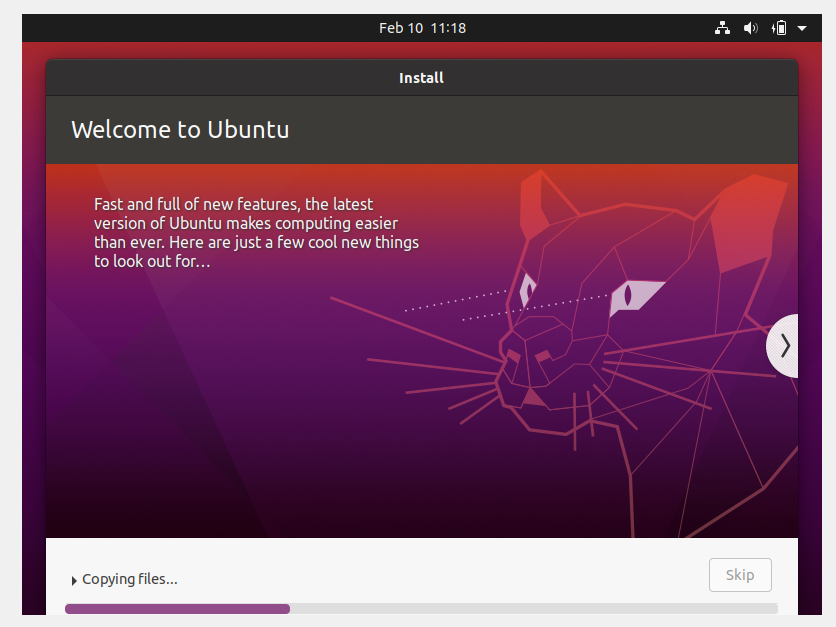 Feb 10 11:18
Install
Welcome to Ubuntu
Fast and full of new features, the latest
version of Ubuntu makes computing easier
than ever. Here are just a few cool new things
to look out for…
Copying files…
Skip